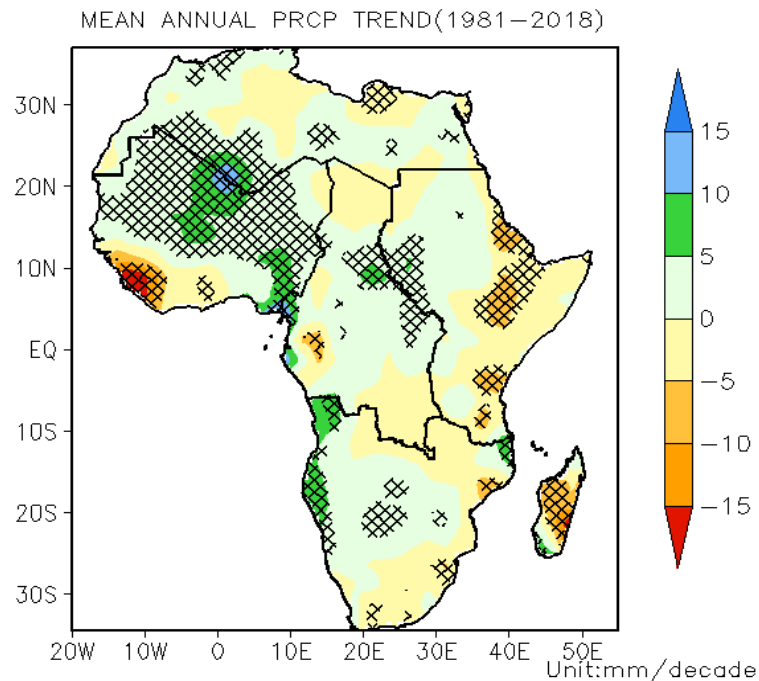 MEAN ANNUAL PRCP TREND(1981−2018)
30N
20N
10N
EQ
10S
20S
30S
20W 10W 0 10E 20E 30E 40E 50E
15
10
5
0
−5
−10
−15
Unit:mm/decade